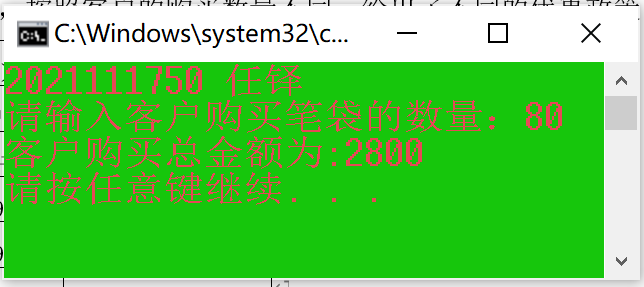 C:\Windows\system32\c...
2021111750 任铎
请输入客户购买笔袋的数量：80
客户购买总金额为:2800
请按任意键继续. . .